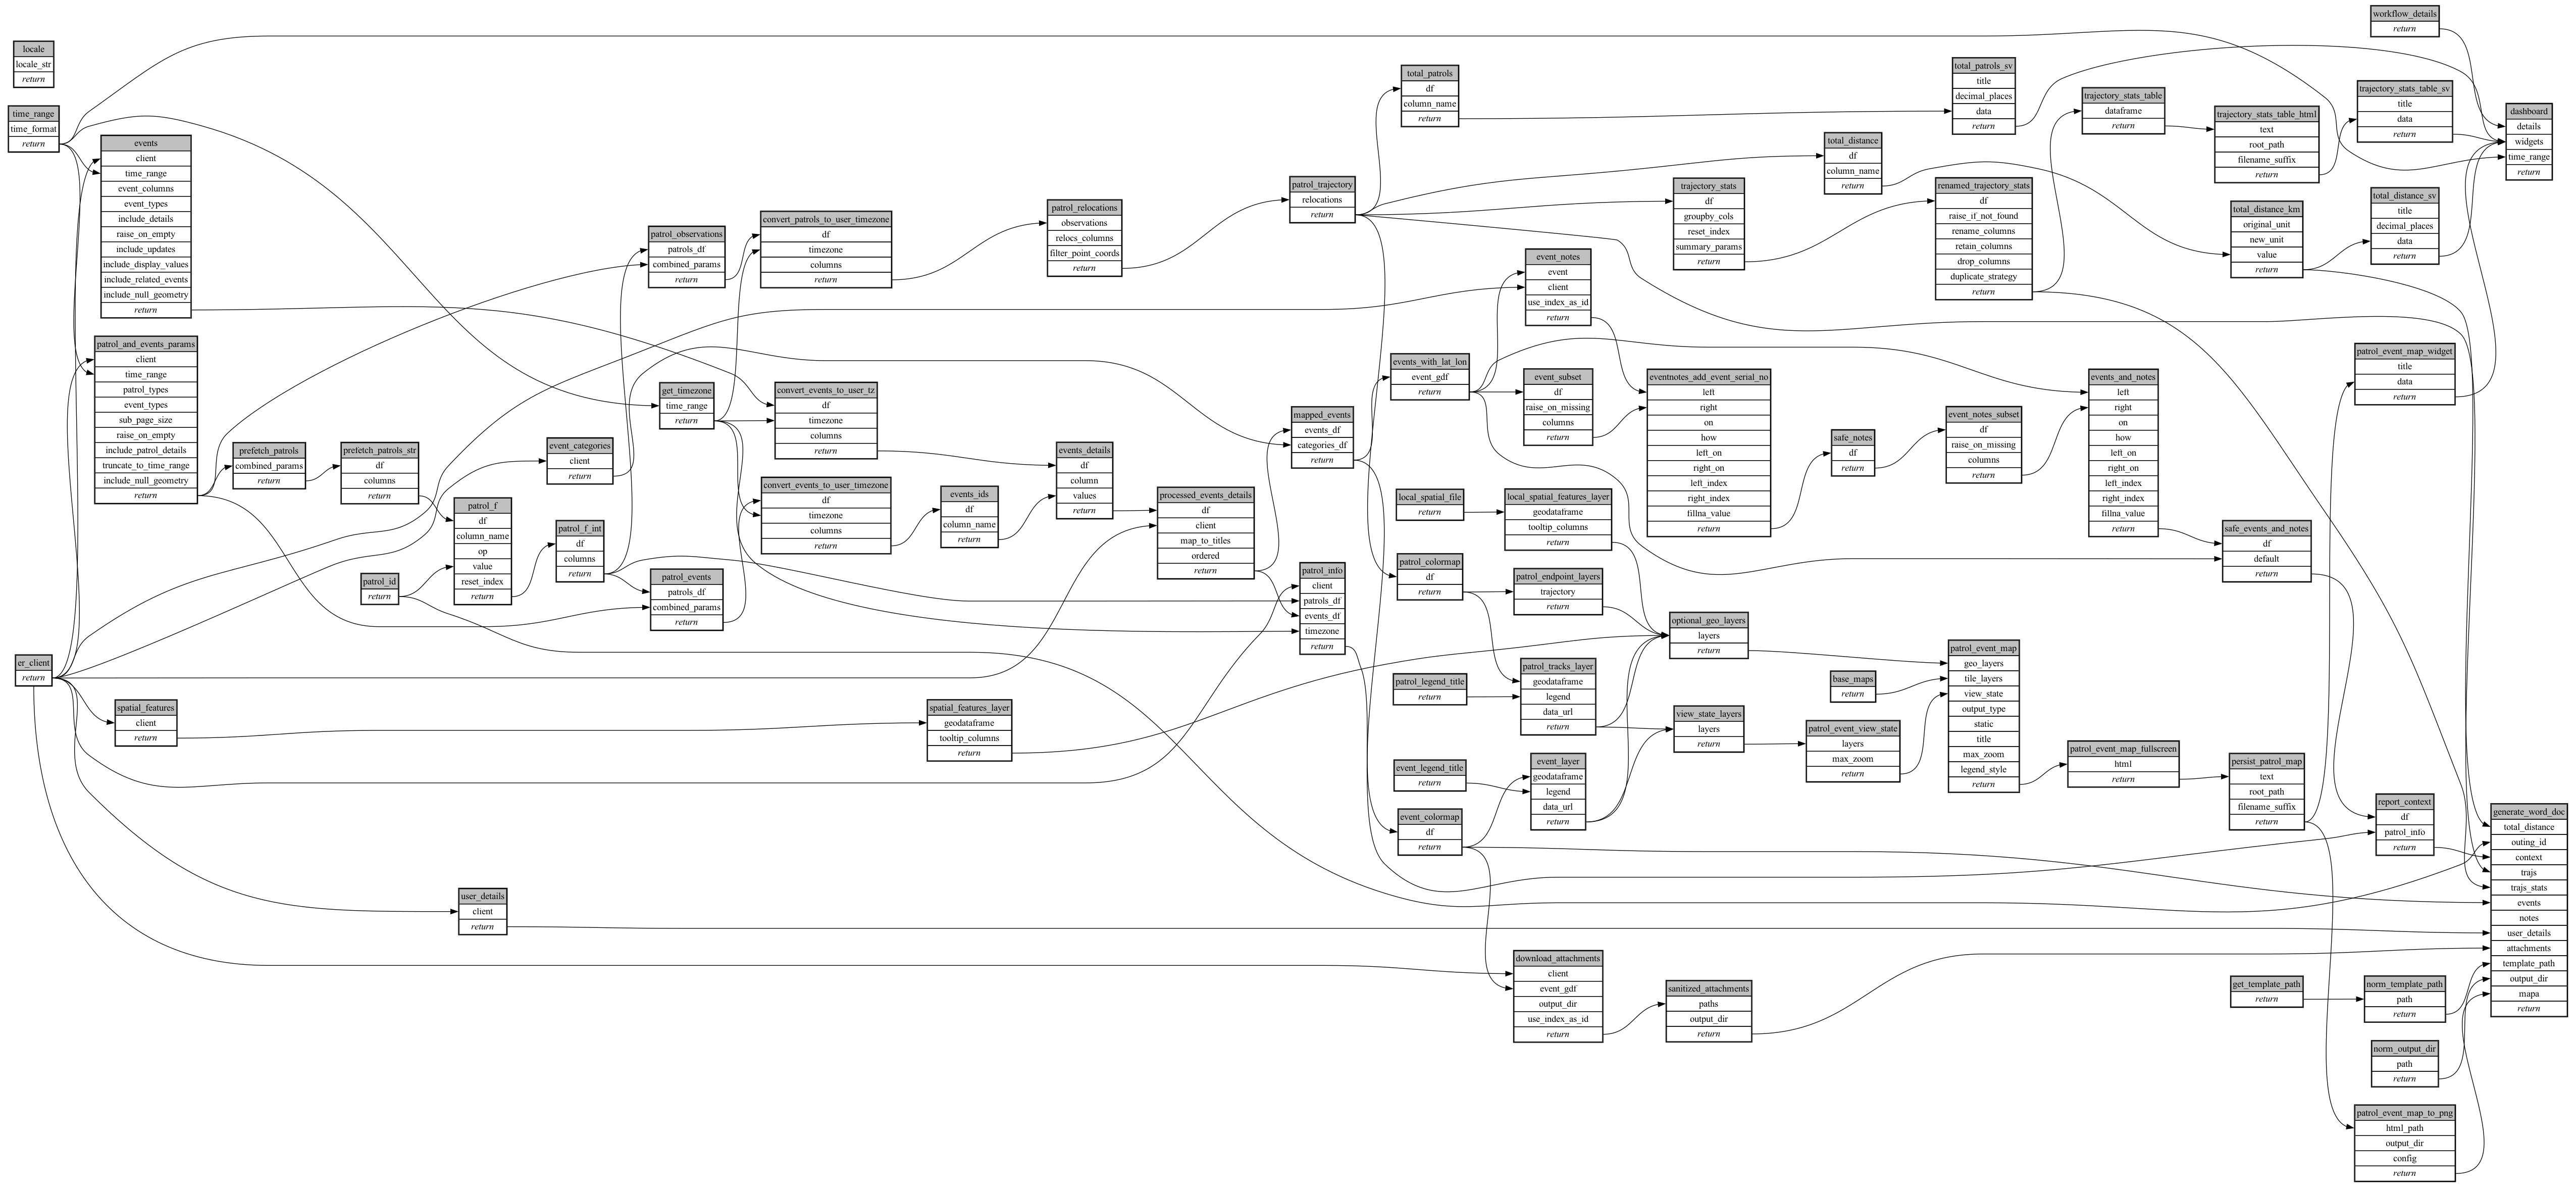 locale
locale_str
return
time_range
time_format
return
events
client
time_range
event_columns
event_types
include_details
raise_on_empty
include_updates
include_display_values
include_related_events
include_null_geometry
return
patrol_and_events_params
client
time_range
patrol_types
event_types
sub_page_size
raise_on_empty
include_patrol_details
truncate_to_time_range
include_null_geometry
return
er_client
return
spatial_features
client
return
prefetch_patrols
combined_params
return
prefetch_patrols_str
df
columns
return
patrol_id
return
patrol_f
df
column_name
op
value
reset_index
return
user_details
client
return
event_categories
client
return
patrol_f_int
df
columns
return
patrol_observations
patrols_df
combined_params
return
get_timezone
time_range
return
patrol_events
patrols_df
combined_params
return
convert_patrols_to_user_timezone
df
timezone
columns
return
convert_events_to_user_tz
df
timezone
columns
return
convert_events_to_user_timezone
df
timezone
columns
return
events_ids
df
column_name
return
spatial_features_layer
geodataframe
tooltip_columns
return
patrol_relocations
observations
relocs_columns
filter_point_coords
return
events_details
df
column
values
return
processed_events_details
df
client
map_to_titles
ordered
return
patrol_trajectory
relocations
return
mapped_events
events_df
categories_df
return
patrol_info
client
patrols_df
events_df
timezone
return
total_patrols
df
column_name
return
events_with_lat_lon
event_gdf
return
local_spatial_file
return
patrol_colormap
df
return
patrol_legend_title
return
event_legend_title
return
event_colormap
df
return
event_notes
event
client
use_index_as_id
return
event_subset
df
raise_on_missing
columns
return
local_spatial_features_layer
geodataframe
tooltip_columns
return
patrol_endpoint_layers
trajectory
return
patrol_tracks_layer
geodataframe
legend
data_url
return
event_layer
geodataframe
legend
data_url
return
download_attachments
client
event_gdf
output_dir
use_index_as_id
return
trajectory_stats
df
groupby_cols
reset_index
summary_params
return
eventnotes_add_event_serial_no
left
right
on
how
left_on
right_on
left_index
right_index
fillna_value
return
optional_geo_layers
layers
return
view_state_layers
layers
return
sanitized_attachments
paths
output_dir
return
total_distance
df
column_name
return
safe_notes
df
return
base_maps
return
patrol_event_view_state
layers
max_zoom
return
total_patrols_sv
title
decimal_places
data
return
renamed_trajectory_stats
df
raise_if_not_found
rename_columns
retain_columns
drop_columns
duplicate_strategy
return
event_notes_subset
df
raise_on_missing
columns
return
patrol_event_map
geo_layers
tile_layers
view_state
output_type
static
title
max_zoom
legend_style
return
trajectory_stats_table
dataframe
return
events_and_notes
left
right
on
how
left_on
right_on
left_index
right_index
fillna_value
return
patrol_event_map_fullscreen
html
return
trajectory_stats_table_html
text
root_path
filename_suffix
return
total_distance_km
original_unit
new_unit
value
return
safe_events_and_notes
df
default
return
persist_patrol_map
text
root_path
filename_suffix
return
get_template_path
return
workflow_details
return
trajectory_stats_table_sv
title
data
return
total_distance_sv
title
decimal_places
data
return
patrol_event_map_widget
title
data
return
report_context
df
patrol_info
return
norm_template_path
path
return
norm_output_dir
path
return
patrol_event_map_to_png
html_path
output_dir
config
return
dashboard
details
widgets
time_range
return
generate_word_doc
total_distance
outing_id
context
trajs
trajs_stats
events
notes
user_details
attachments
template_path
output_dir
mapa
return